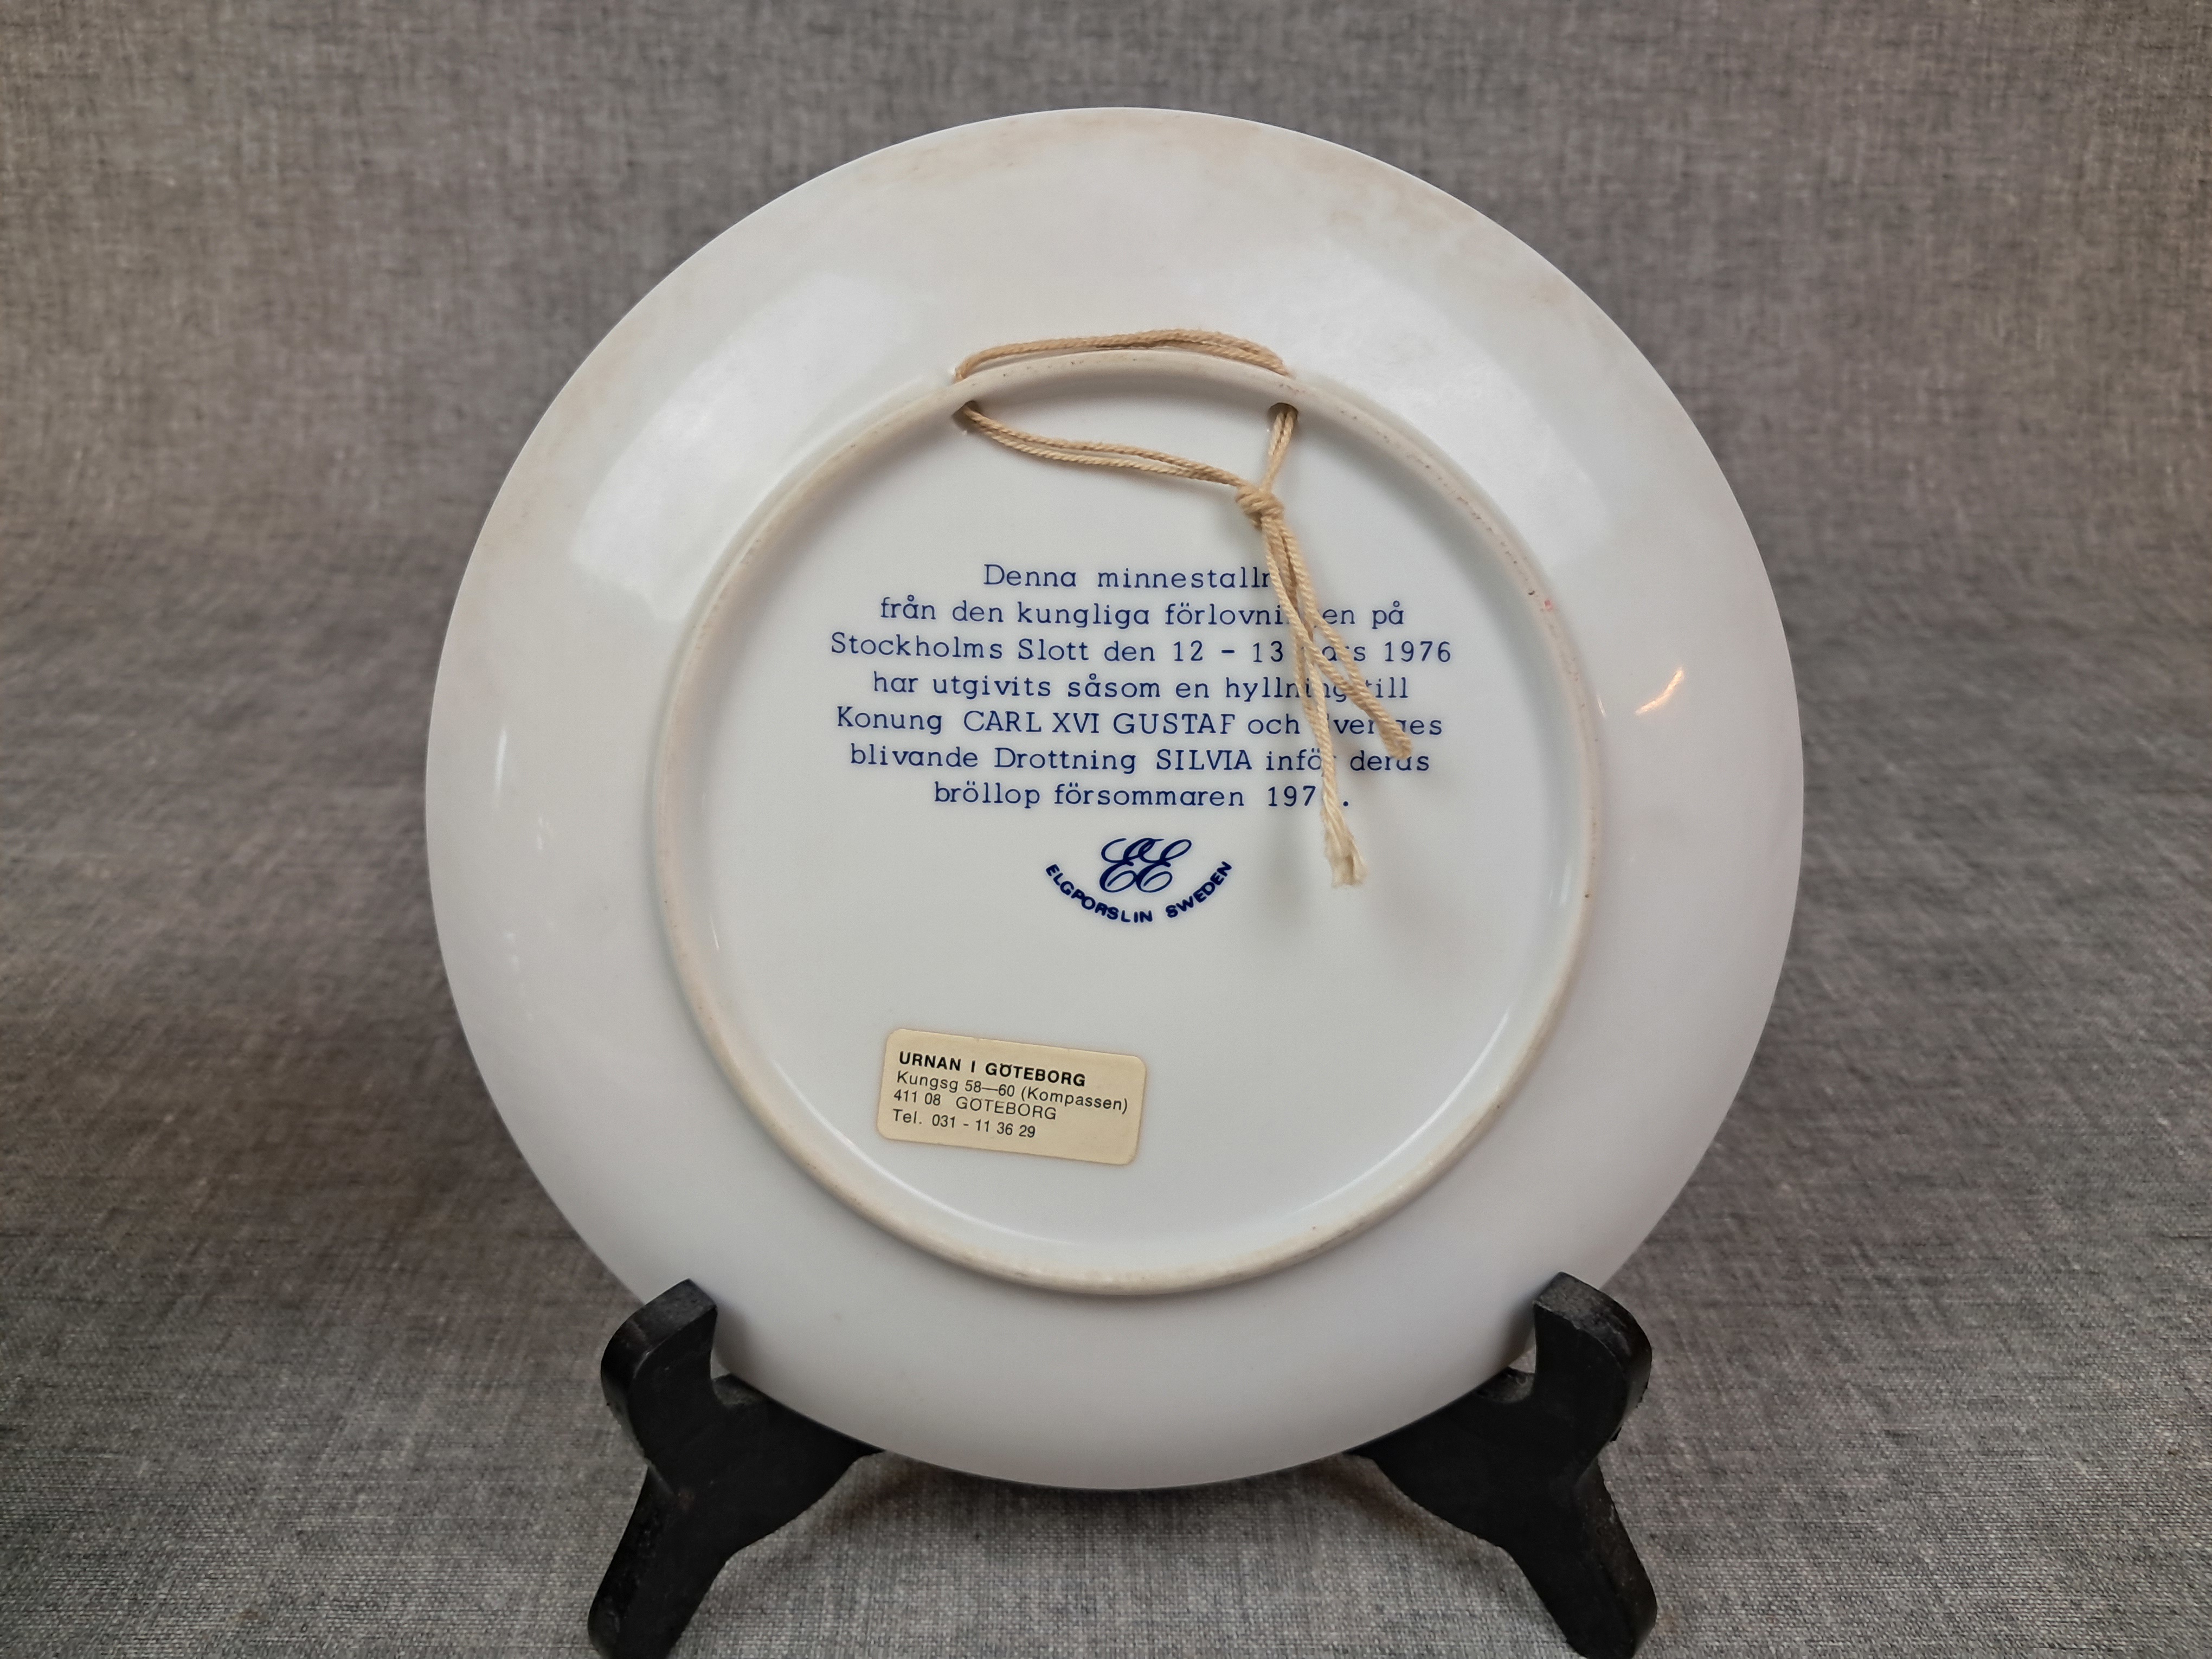 Denna
från den kungliga på
Stockholms Slott den 12 – 13 1976
har utgivits såsom en hyllning till
Konung CARL XVI GUSTAF och
blivande Drottning SILVIA inför deras
bröllop försommaren
EE
ELGPORSLIN SWEDEN
URNAN I GÖTEBORG
Kungsg 58—60 (Kompassen)
411 08 GÖTEBORG
Tel. 031 - 11 36 29